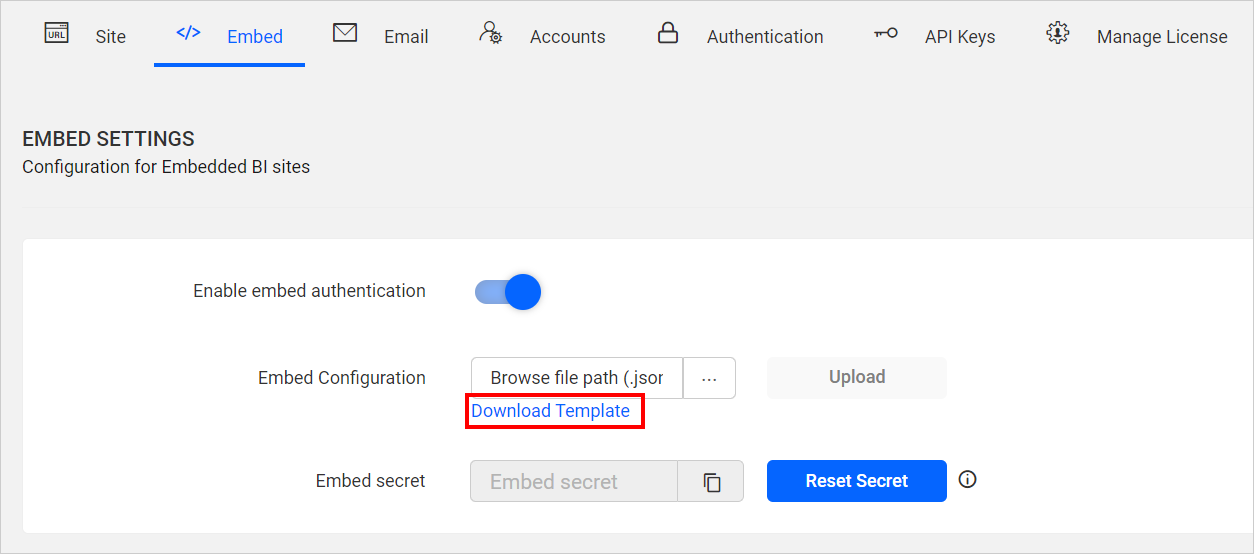 URL Site </> Embed Email Accounts Authentication API Keys Manage License
EMBED SETTINGS
Configuration for Embedded BI sites
Enable embed authentication
Embed Configuration Browse file path (.jsor ... Upload
Download Template
Embed secret Embed secret Reset Secret